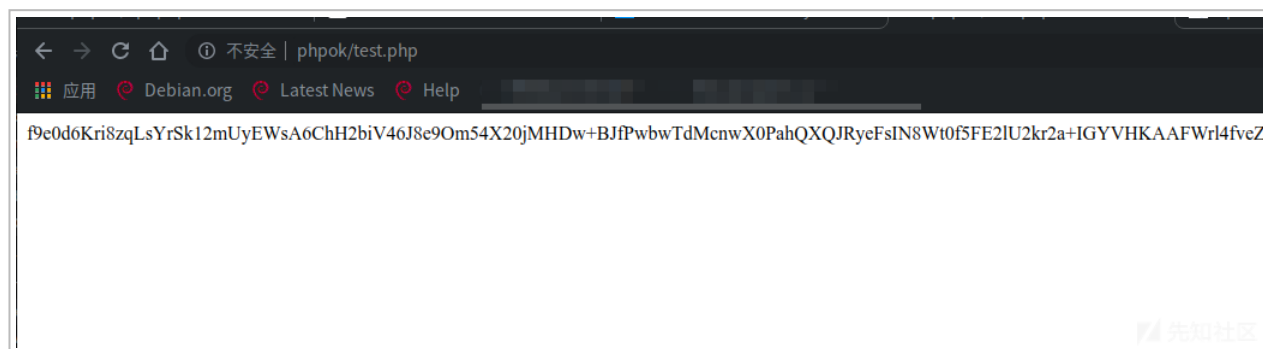 不安全 phpok/test.php
应用 Debian.org Latest News Help
f9e0d6Kri8zqLsYrSk12mUyEWsA6ChH2biV46J8e9Om54X20jMHDw+BJfPwbwTdMcnwX0PahQXQJRyeFsIN8Wt0f5FE2lU2kr2a+IGYVHKAAFWrl4fveZ
先知社区